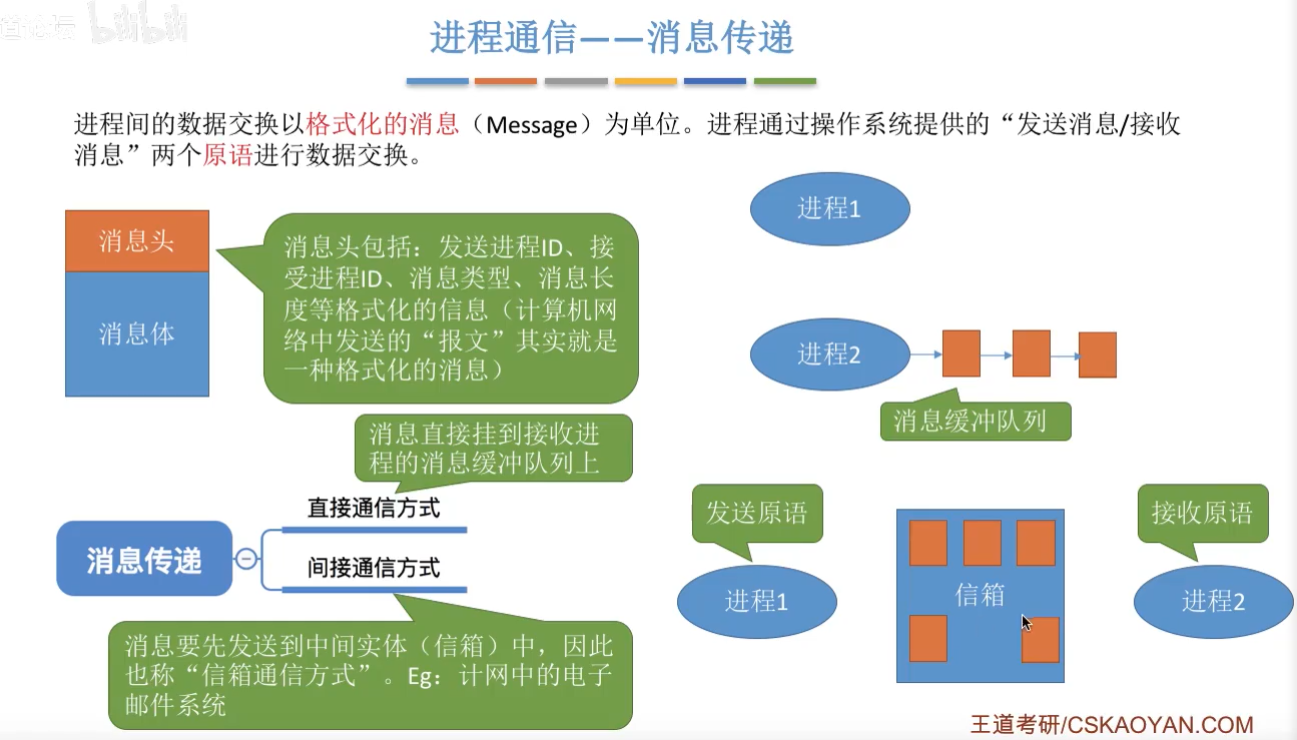 进程通信——消息传递
进程间的数据交换以格式化的消息（Message）为单位。进程通过操作系统提供的“发送消息/接收
消息”两个原语进行数据交换。
消息头
消息体
消息头包括：发送进程ID、接
受进程ID、消息类型、消息长
度等格式化的信息（计算机网
络中发送的“报文”其实就是
一种格式化的消息）
进程1
进程2
消息缓冲队列
消息直接挂到接收进
程的消息缓冲队列上
直接通信方式
消息传递
间接通信方式
消息要先发送到中间实体（信箱）中，因此
也称“信箱通信方式”。Eg：计网中的电子
邮件系统
发送原语
接收原语
进程1
信箱
进程2
王道考研/CSKAOYAN.COM
bilibili